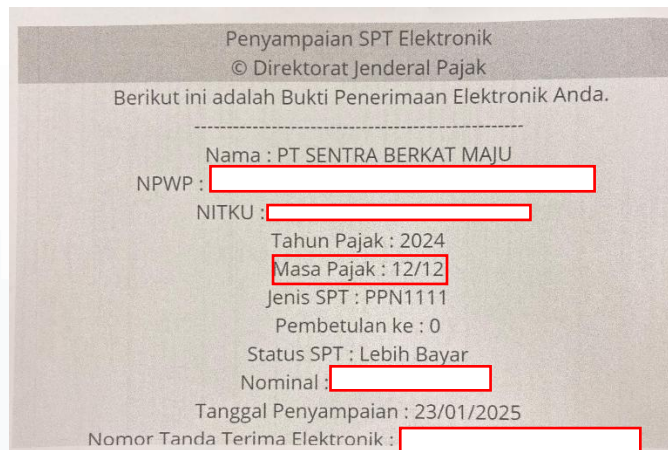 Penyampaian SPT Elektronik
© Direktorat Jenderal Pajak
Berikut ini adalah Bukti Penerimaan Elektronik Anda.
--------------------------------------------------
Nama : PT SENTRA BERKAT MAJU
NPWP :
NITKU :
Tahun Pajak : 2024
Masa Pajak : 12/12
Jenis SPT : PPN1111
Pembetulan ke : 0
Status SPT : Lebih Bayar
Nominal :
Tanggal Penyampaian : 23/01/2025
Nomor Tanda Terima Elektronik :